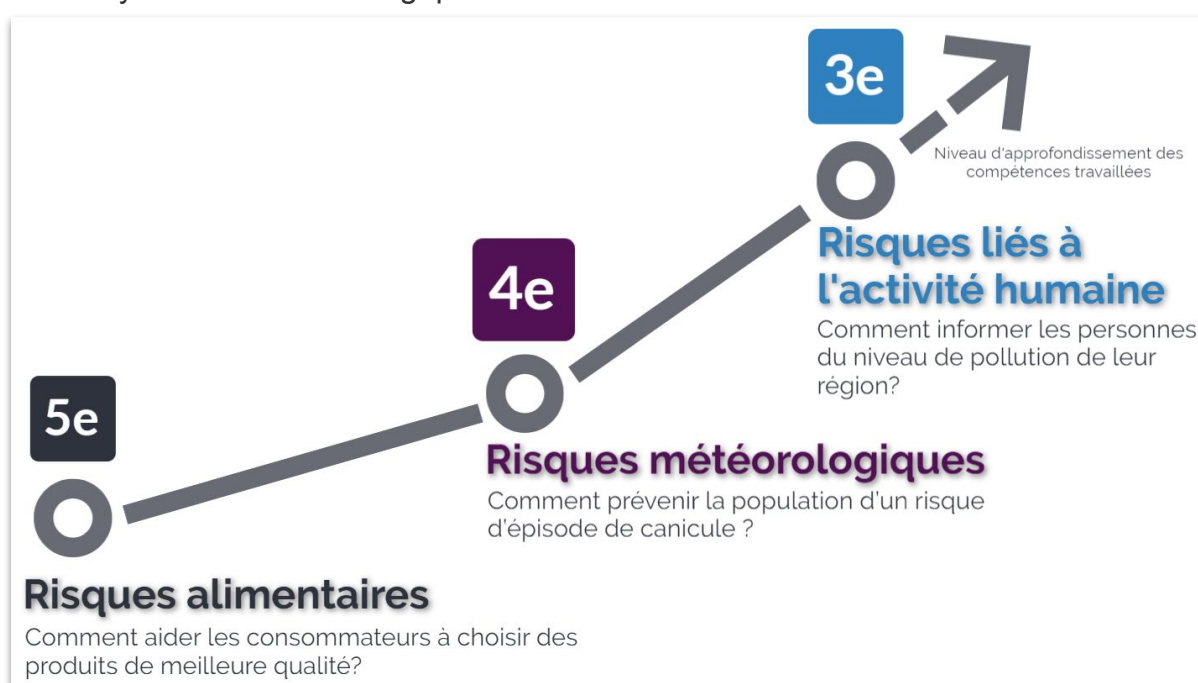 5e
Risques alimentaires
Comment aider les consommateurs à choisir des
produits de meilleure qualité?
4e
Risques météorologiques
Comment prévenir la population d'un risque
d'épisode de canicule ?
3e
Risques liés à
l'activité humaine
Comment informer les personnes
du niveau de pollution de leur
région?
Niveau d'approfondissement des
compétences travaillées